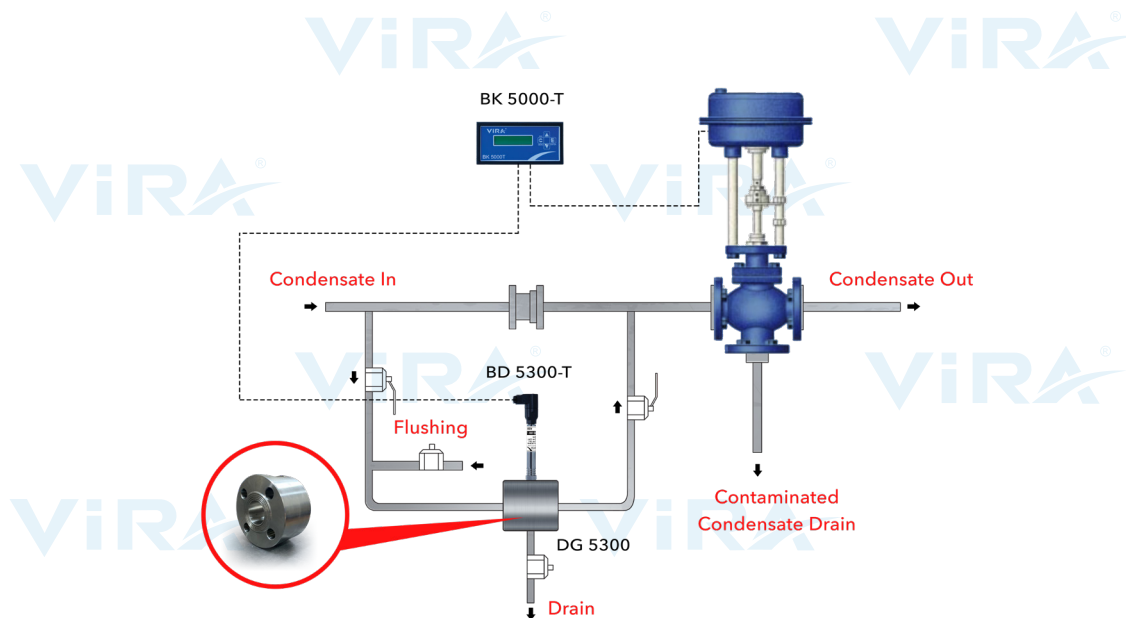 ViRA®
ViRA®
BK 5000-T
ViRA
BK 5000T
ViRA®
ViRA®
Condensate In
Condensate Out
ViRA®
BD 5300-T
ViRA®
Flushing
Contaminated
Condensate Drain
ViRA®
ViRA®
ViRA®
DG 5300
Drain